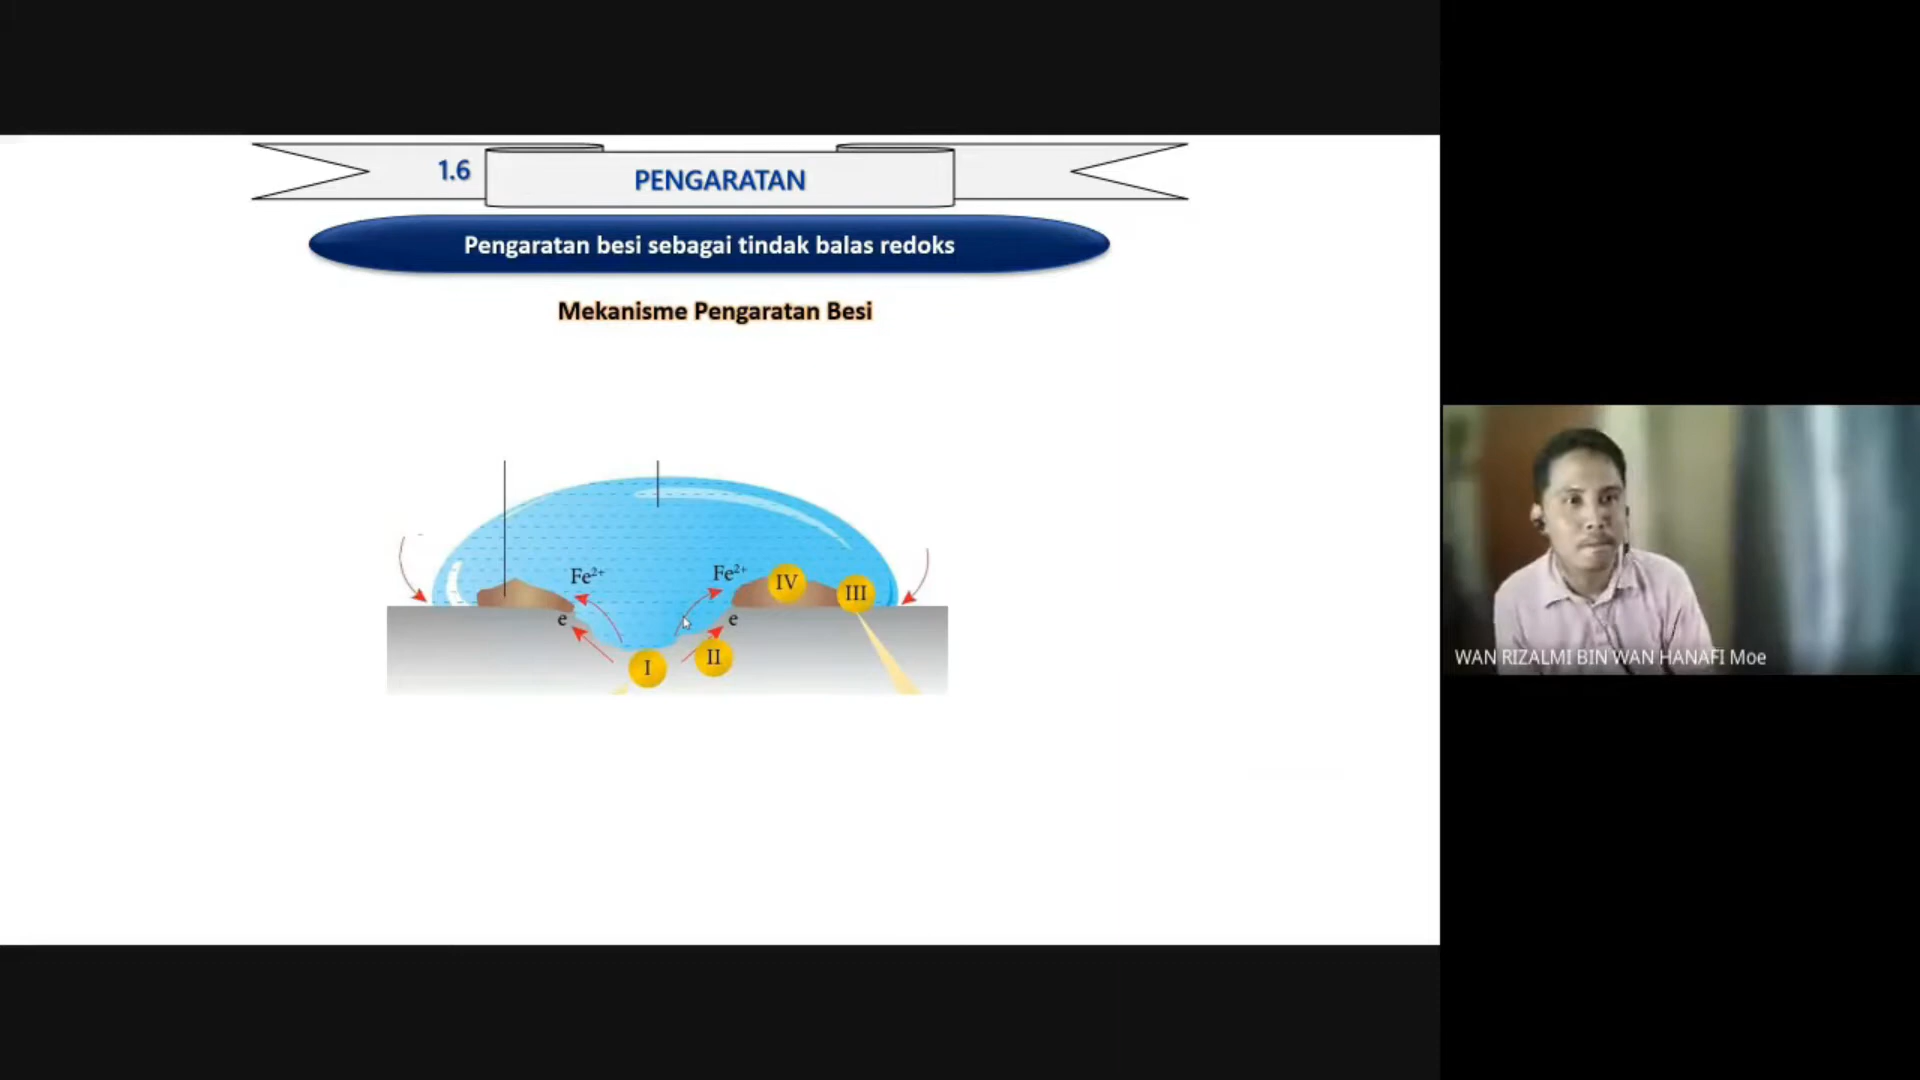 1.6
PENGARATAN
Pengaratan besi sebagai tindak balas redoks
Mekanisme Pengaratan Besi
Fe²⁺
Fe²⁺
IV
III
e
e
I
II
WAN RIZALMI BIN WAN HANAFI Moe